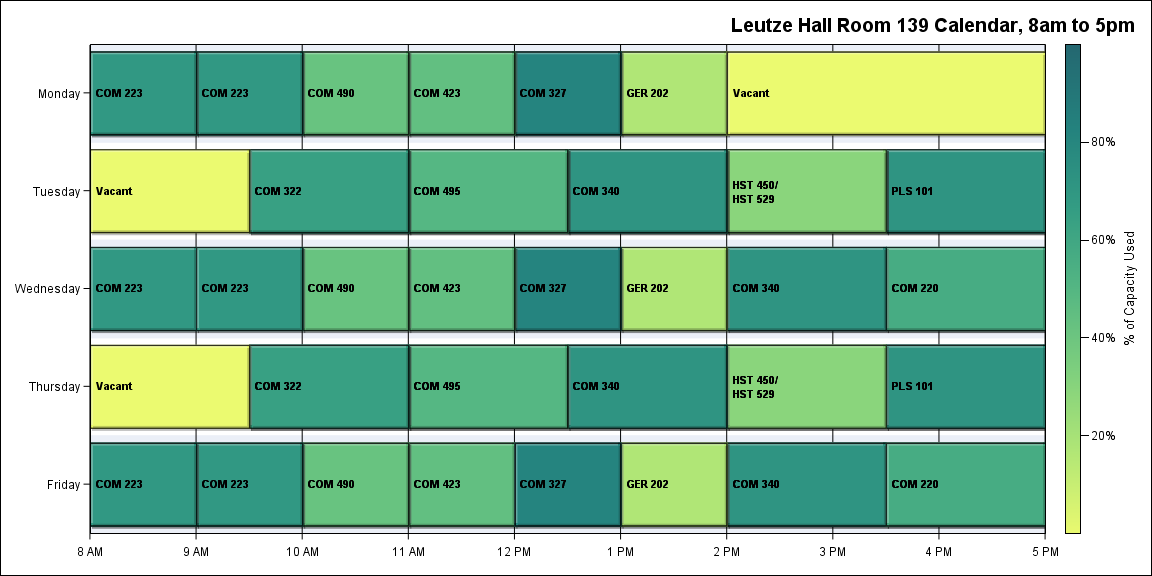 Leutze Hall Room 139 Calendar, 8am to 5pm
Monday
COM 223
COM 223
COM 490
COM 423
COM 327
GER 202
Vacant
Tuesday
Vacant
COM 322
COM 495
COM 340
HST 450/
HST 529
PLS 101
Wednesday
COM 223
COM 223
COM 490
COM 423
COM 327
GER 202
COM 340
COM 220
Thursday
Vacant
COM 322
COM 495
COM 340
HST 450/
HST 529
PLS 101
Friday
COM 223
COM 223
COM 490
COM 423
COM 327
GER 202
COM 340
COM 220
8 AM
9 AM
10 AM
11 AM
12 PM
1 PM
2 PM
3 PM
4 PM
5 PM
80%
60%
40%
20%
% of Capacity Used